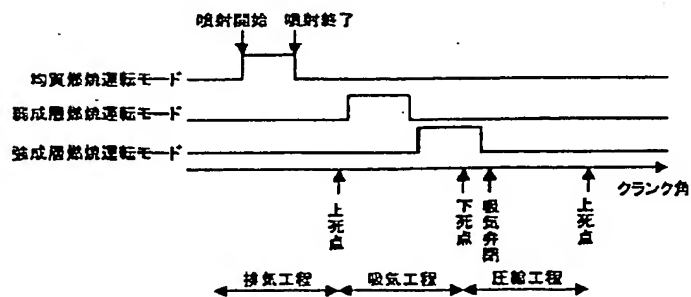 噴射開始 噴射終了
均質燃焼運転モード
弱成層燃焼運転モード
強成層燃焼運転モード
クランク角
上死点
下死点
吸気弁閉
上死点
排気工程 吸気工程 圧縮工程